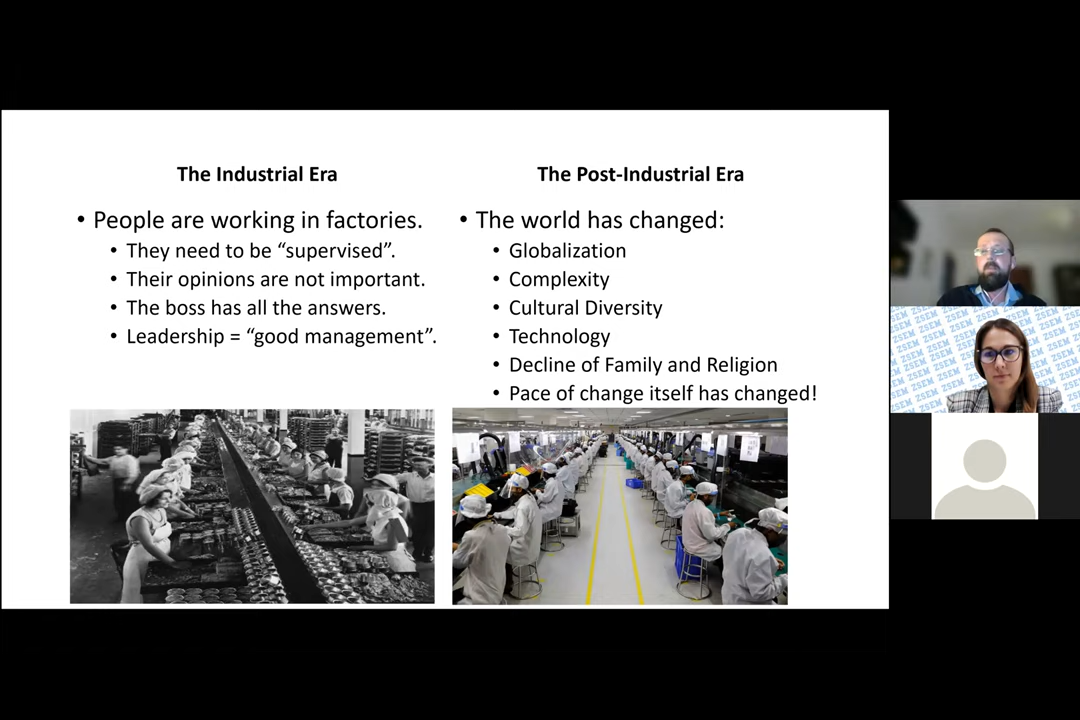 The Industrial Era
• People are working in factories.
• They need to be “supervised”.
• Their opinions are not important.
• The boss has all the answers.
• Leadership = “good management”.
The Post-Industrial Era
• The world has changed:
• Globalization
• Complexity
• Cultural Diversity
• Technology
• Decline of Family and Religion
• Pace of change itself has changed!
ZSEM